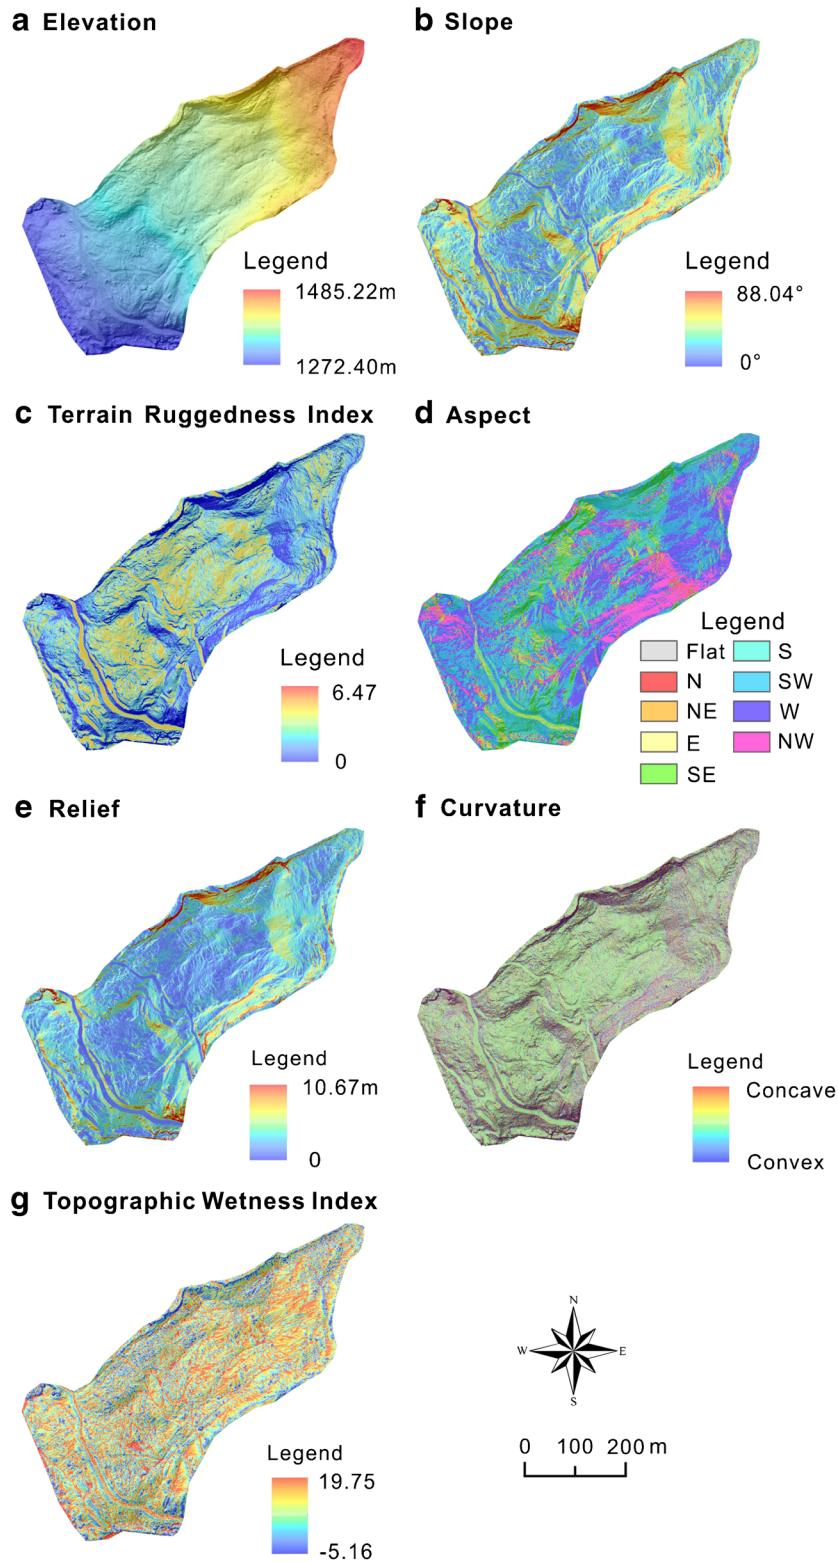 a Elevation
b Slope
Legend
1485.22m
1272.40m
Legend
88.04°
0°
c Terrain Ruggedness Index
d Aspect
Legend
6.47
0
Legend
Flat
S
N
SW
NE
W
E
NW
SE
e Relief
f Curvature
Legend
10.67m
0
Legend
Concave
Convex
g Topographic Wetness Index
Legend
19.75
-5.16
N
W
E
S
0 100 200 m